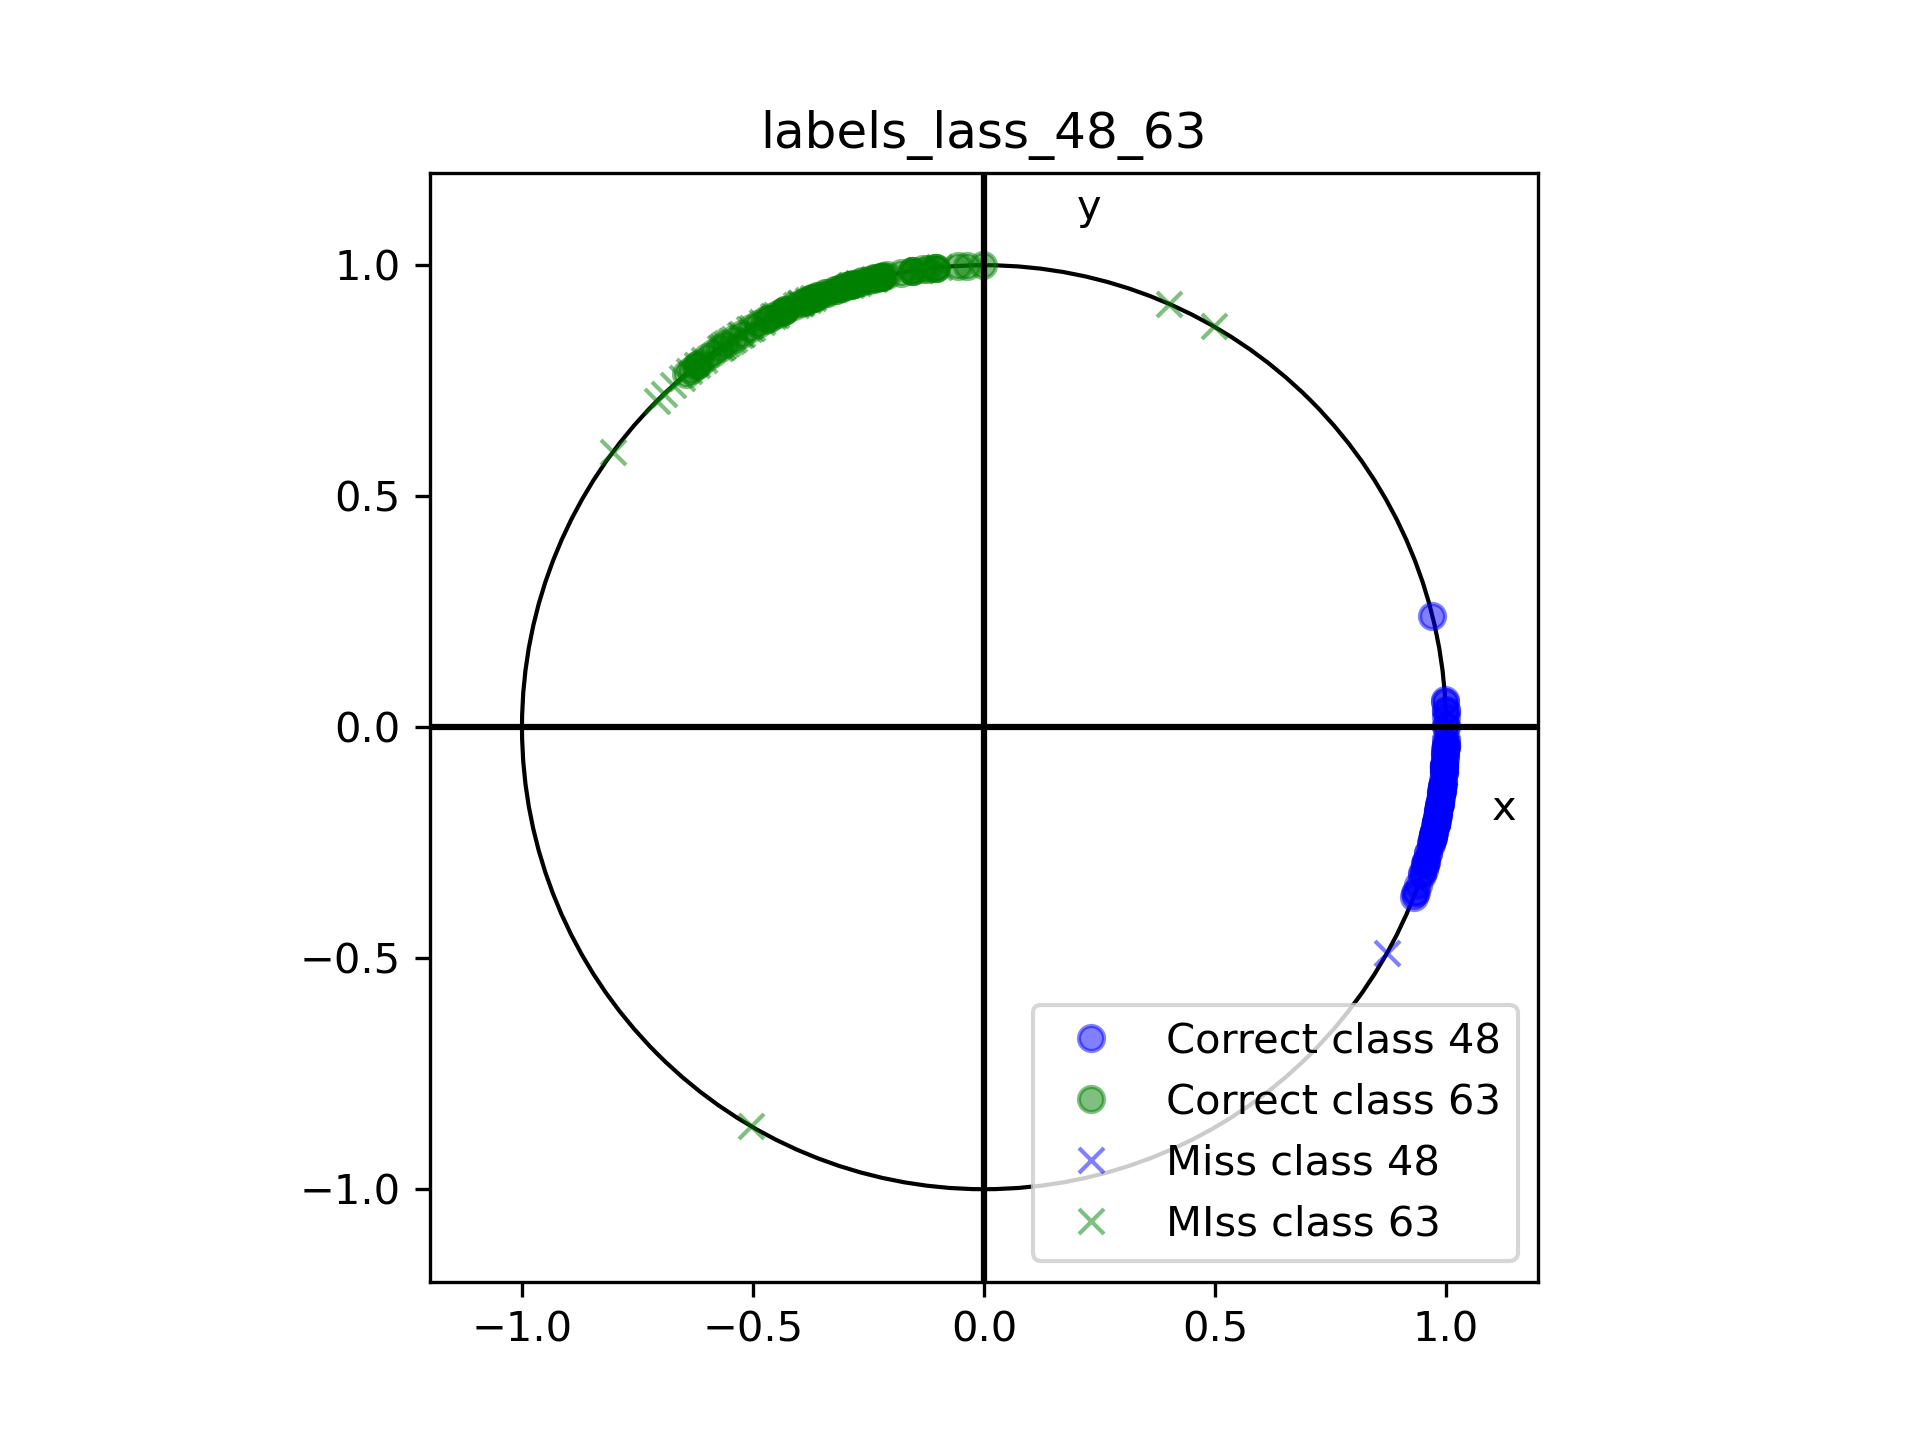 labels_lass_48_63
y
1.0
0.5
0.0
x
−0.5
−1.0
Correct class 48
Correct class 63
Miss class 48
MIss class 63
−1.0 −0.5 0.0 0.5 1.0